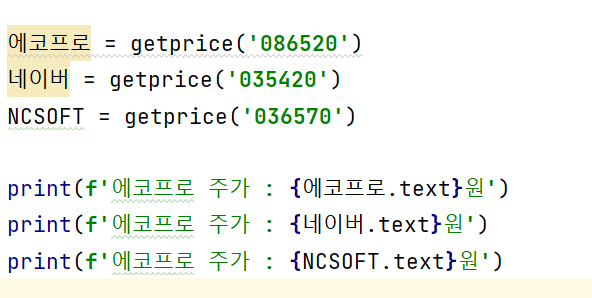 에코프로 = getprice('086520')
네이버 = getprice('035420')
NCSOFT = getprice('036570')
print(f'에코프로 주가 : {에코프로.text}원')
print(f'에코프로 주가 : {네이버.text}원')
print(f'에코프로 주가 : {NCSOFT.text}원')